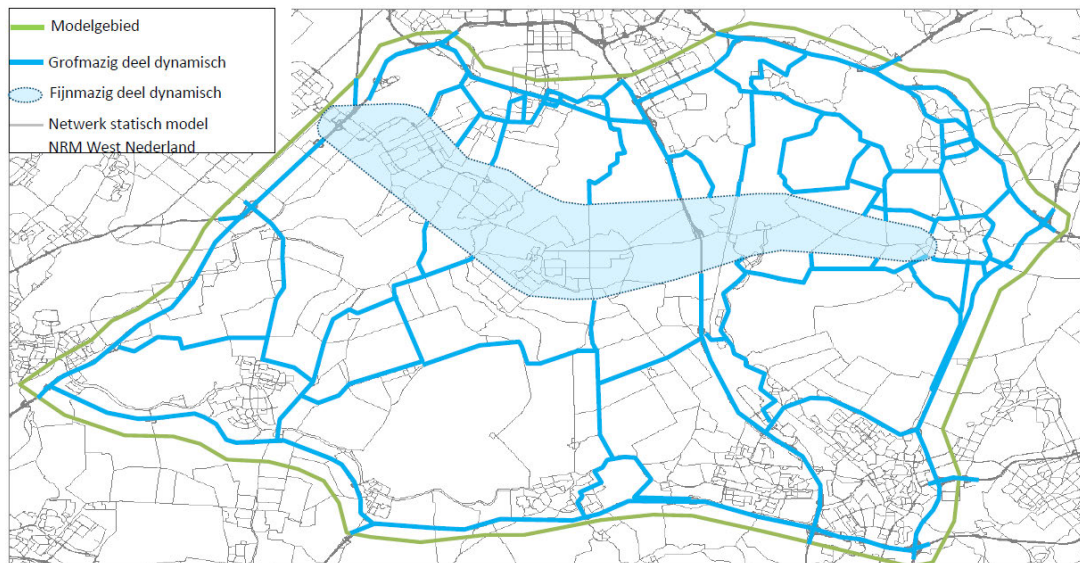 Modelgebied
Grofmazig deel dynamisch
Fijnmazig deel dynamisch
Netwerk statisch model
NRM West Nederland